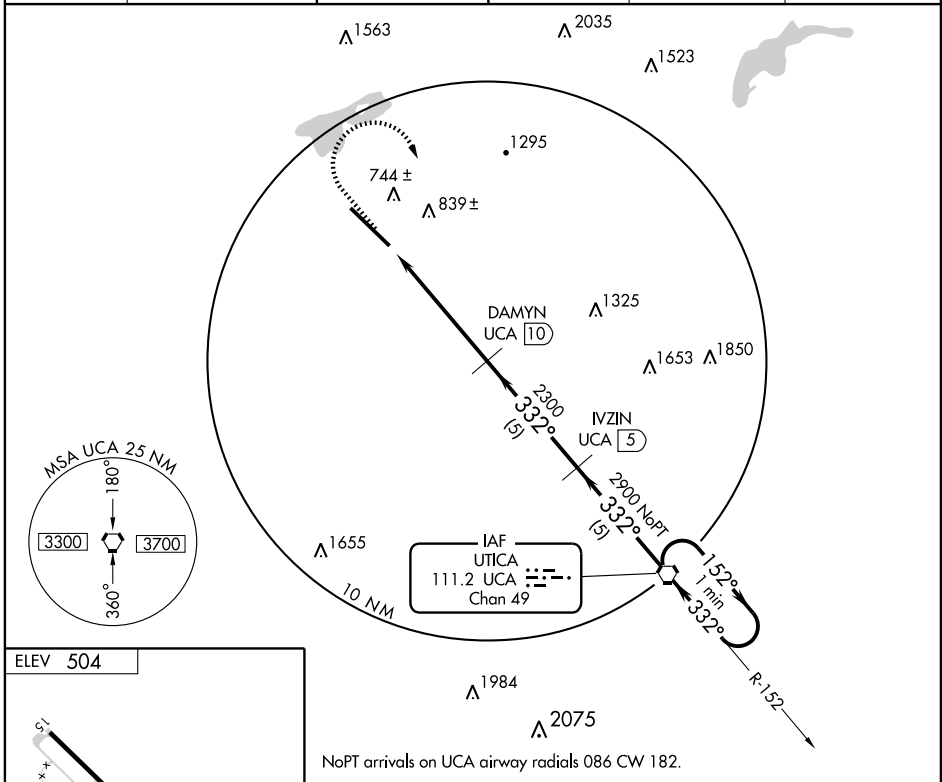 1563
2035
1523
1295
744 ±
839 ±
DAMYN
UCA 10
1325
1653
1850
2300
332°
(5)
IVZIN
UCA 5
2900 NoPT
332°
(5)
MSA UCA 25 NM
180°
3300
3700
360°
1655
10 NM
IAF
UTICA
111.2 UCA
Chan 49
152°
1 min
332°
R-152
ELEV 504
1984
2075
15
NoPT arrivals on UCA airway radials 086 CW 182.